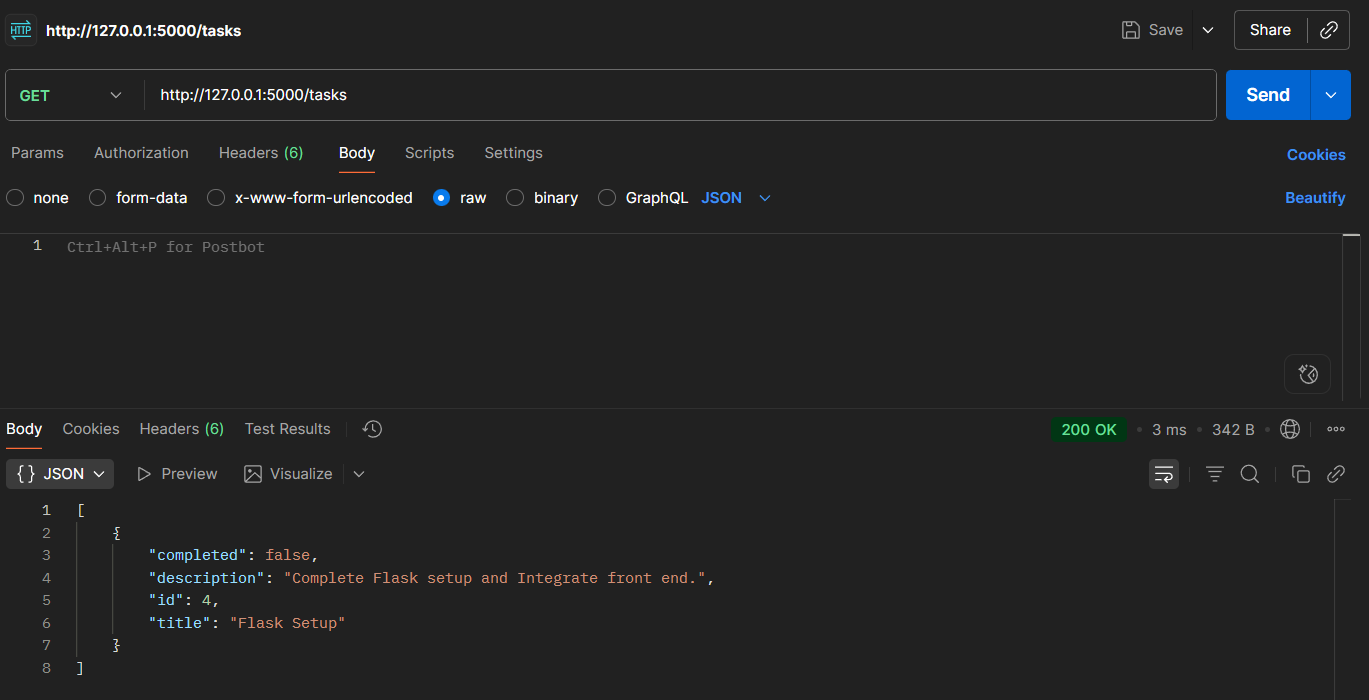 HTTP http://127.0.0.1:5000/tasks Save Share
GET http://127.0.0.1:5000/tasks Send
Params Authorization Headers (6) Body Scripts Settings Cookies
none form-data x-www-form-urlencoded raw binary GraphQL JSON Beautify
1 Ctrl+Alt+P for Postbot
Body Cookies Headers (6) Test Results 200 OK • 3 ms • 342 B •
{} JSON Preview Visualize
1 [
2 {
3 "completed": false,
4 "description": "Complete Flask setup and Integrate front end.",
5 "id": 4,
6 "title": "Flask Setup"
7 }
8 ]